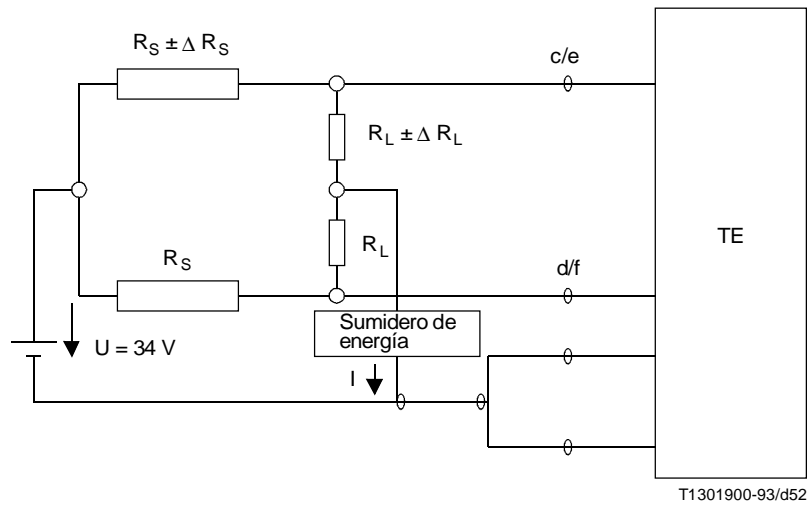 R_S ± Δ R_S
c/e
R_L ± Δ R_L
TE
R_S
R_L
d/f
U = 34 V
Sumidero de
energía
I
T1301900-93/d52